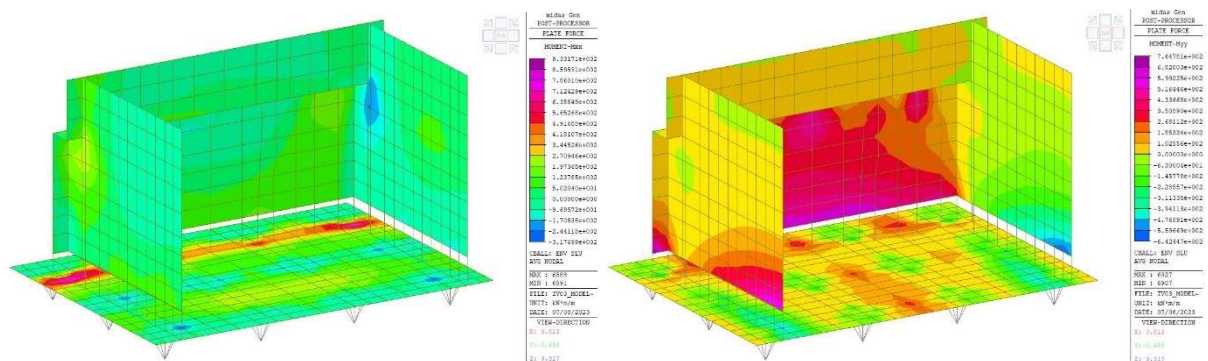 midas Gen
POST-PROCESSOR
PLATE FORCE
MOMENT-Mxx
9.33171e+002
8.59591e+002
7.86010e+002
7.12429e+002
6.38849e+002
5.65268e+002
4.91688e+002
4.18107e+002
3.44526e+002
2.70946e+002
1.97365e+002
1.23785e+002
5.02040e+001
0.00000e+000
-9.69572e+001
-1.70538e+002
-2.44118e+002
-3.17699e+002
CBALL: ENV SLU
AVG NODAL
MAX : 6588
MIN : 6591
FILE: IV03_MODEL~
UNIT: kN*m/m
DATE: 07/08/2023
VIEW-DIRECTION
Z: 0.317
midas Gen
POST-PROCESSOR
PLATE FORCE
MOMENT-Myy
7.64781e+002
6.82003e+002
5.99225e+002
5.16446e+002
4.33668e+002
3.50890e+002
2.68112e+002
1.85334e+002
1.02556e+002
0.00000e+000
-6.30004e+001
-1.45778e+002
-2.28557e+002
-3.11335e+002
-3.94113e+002
-4.76891e+002
-5.59669e+002
-6.42447e+002
CBALL: ENV SLU
AVG NODAL
MAX : 6927
MIN : 6907
FILE: IV03_MODEL~
UNIT: kN*m/m
DATE: 07/08/2023
VIEW-DIRECTION